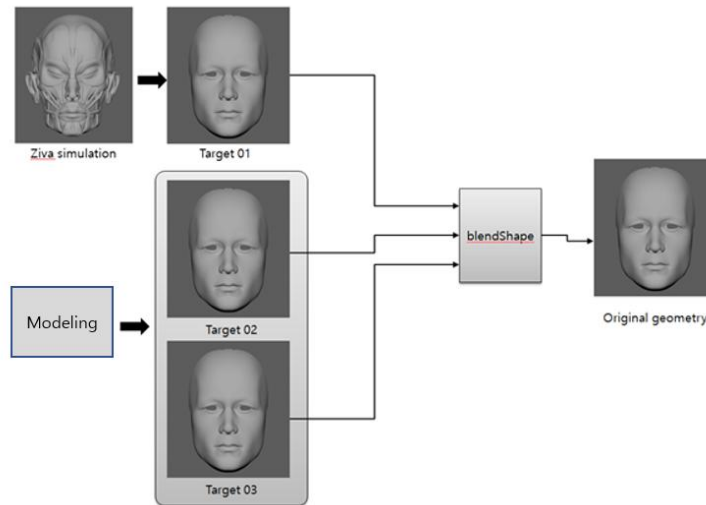 Ziva simulation
Target 01
blendShape
Target 02
Modeling
Original geometry
Target 03